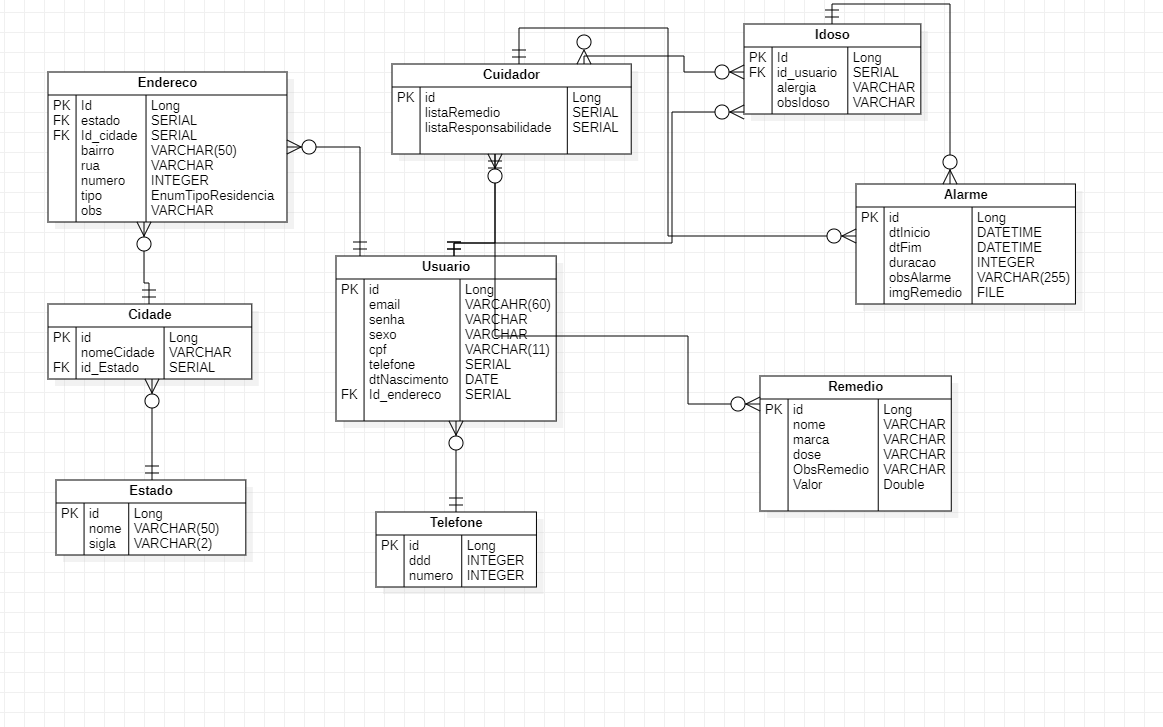 Idoso
PK Id Long
FK id_usuario SERIAL
alergia VARCHAR
obsIdoso VARCHAR
Cuidador
PK id Long
listaRemedio SERIAL
listaResponsabilidade SERIAL
Endereco
PK Id Long
FK estado SERIAL
FK Id_cidade SERIAL
bairro VARCHAR(50)
rua VARCHAR
numero INTEGER
tipo EnumTipoResidencia
obs VARCHAR
Alarme
PK id Long
dtInicio DATETIME
dtFim DATETIME
duracao INTEGER
obsAlarme VARCHAR(255)
imgRemedio FILE
Usuario
PK id Long
email VARCAHR(60)
senha VARCHAR
sexo VARCHAR
cpf VARCHAR(11)
telefone SERIAL
dtNascimento DATE
FK Id_endereco SERIAL
Cidade
PK id Long
nomeCidade VARCHAR
FK id_Estado SERIAL
Remedio
PK id Long
nome VARCHAR
marca VARCHAR
dose VARCHAR
ObsRemedio VARCHAR
Valor Double
Estado
PK id Long
nome VARCHAR(50)
sigla VARCHAR(2)
Telefone
PK id Long
ddd INTEGER
numero INTEGER